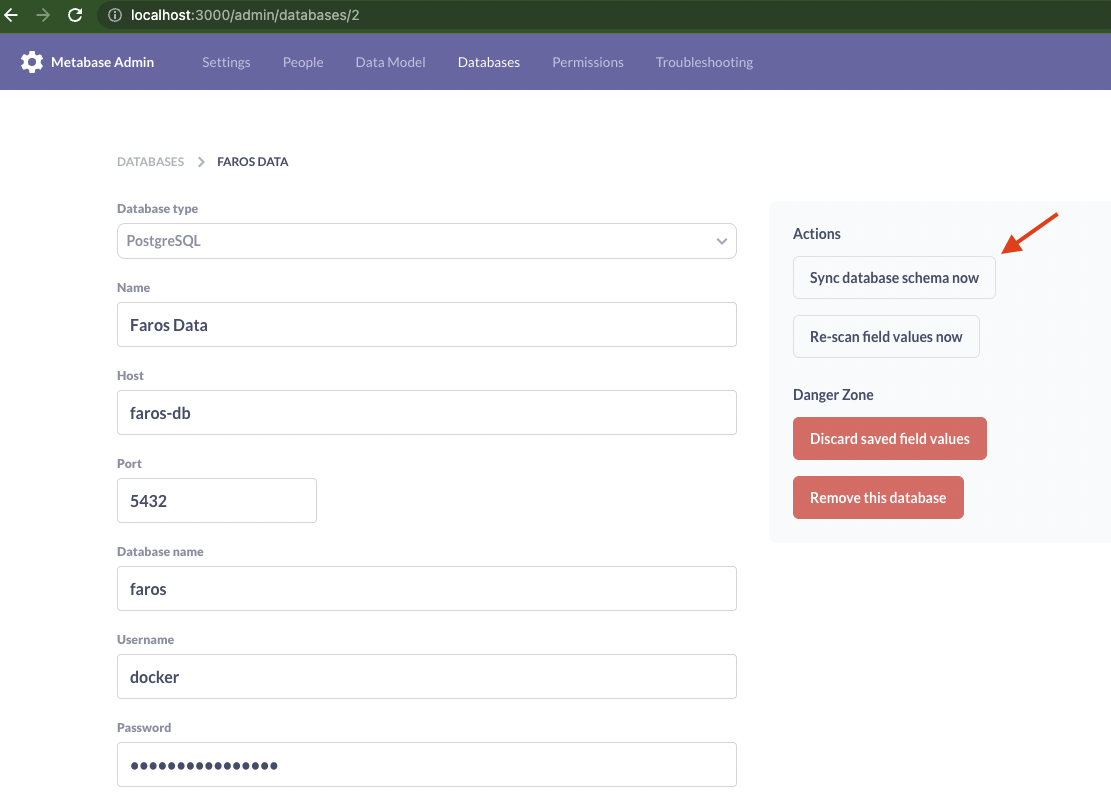 localhost:3000/admin/databases/2
Metabase Admin Settings People Data Model Databases Permissions Troubleshooting
DATABASES > FAROS DATA
Database type
PostgreSQL
Name
Faros Data
Host
faros-db
Port
5432
Database name
faros
Username
docker
Password
••••••••••••••••
Actions
Sync database schema now
Re-scan field values now
Danger Zone
Discard saved field values
Remove this database